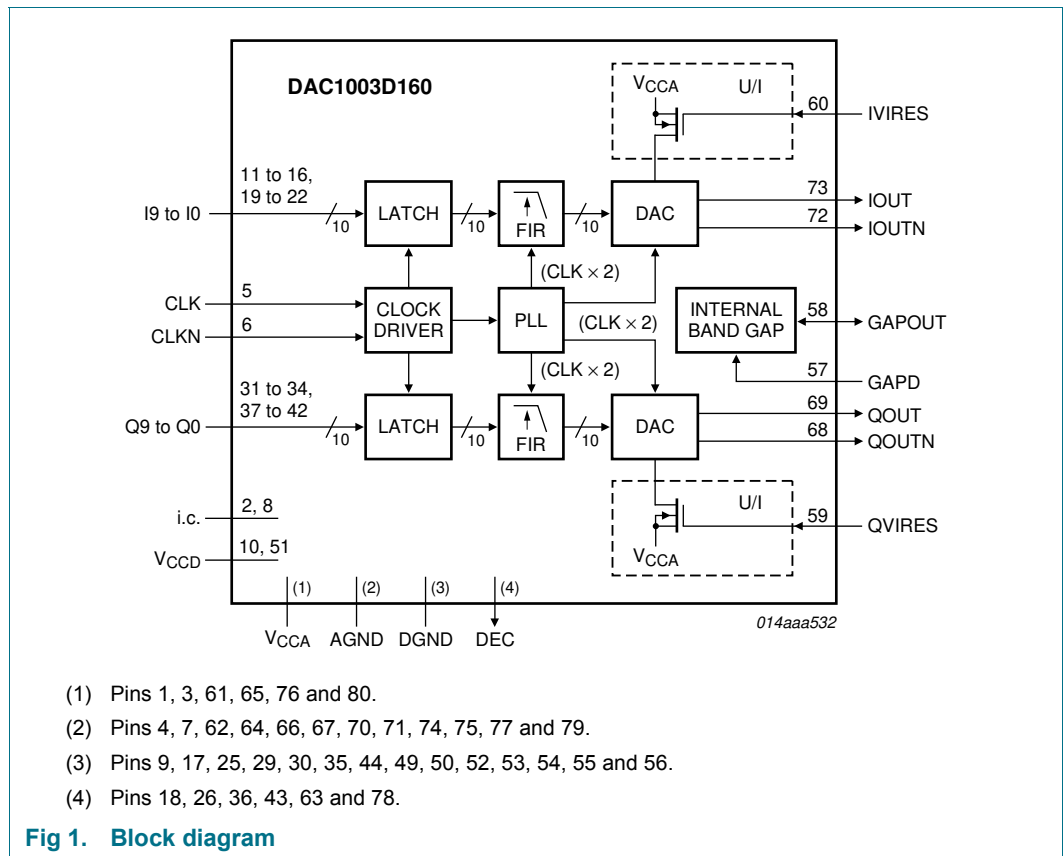 DAC1003D160
VCCA
U/I
60
IVIRES
11 to 16,
19 to 22
I9 to I0
10
LATCH
10
FIR
10
DAC
73
IOUT
72
IOUTN
(CLK × 2)
CLK
5
CLKN
6
CLOCK
DRIVER
PLL
(CLK × 2)
INTERNAL
BAND GAP
58
GAPOUT
57
GAPD
(CLK × 2)
31 to 34,
37 to 42
Q9 to Q0
10
LATCH
10
FIR
10
DAC
69
QOUT
68
QOUTN
U/I
59
QVIRES
VCCA
i.c.
2, 8
VCCD
10, 51
(1)
(2)
(3)
(4)
VCCA
AGND
DGND
DEC
014aaa532
(1) Pins 1, 3, 61, 65, 76 and 80.
(2) Pins 4, 7, 62, 64, 66, 67, 70, 71, 74, 75, 77 and 79.
(3) Pins 9, 17, 25, 29, 30, 35, 44, 49, 50, 52, 53, 54, 55 and 56.
(4) Pins 18, 26, 36, 43, 63 and 78.
Fig 1. Block diagram